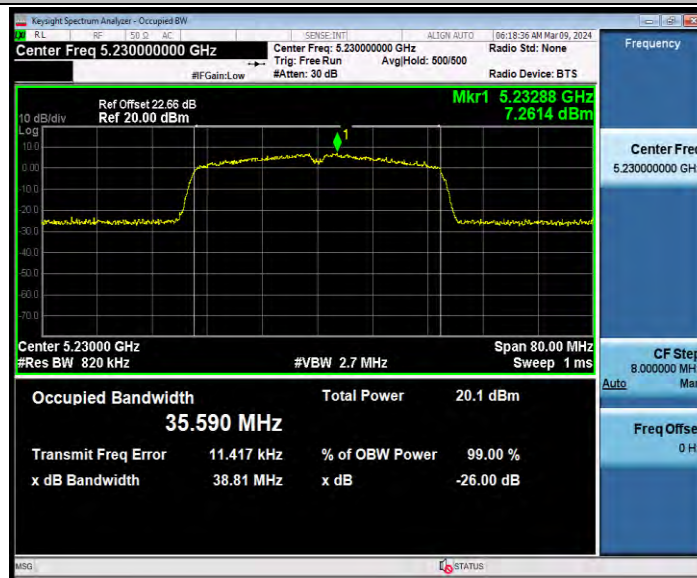 Keysight Spectrum Analyzer - Occupied BW
LXI RL RF 50 Ω AC SENSE:INT ALIGN AUTO 06:18:36 AM Mar 09, 2024
Center Freq 5.230000000 GHz
Center Freq: 5.230000000 GHz
Radio Std: None
Trig: Free Run Avg|Hold: 500/500
#IFGain:Low #Atten: 30 dB Radio Device: BTS
Frequency
Ref Offset 22.66 dB
10 dB/div Ref 20.00 dBm
Mkr1 5.23288 GHz
7.2614 dBm
Log
1
10.0
0.00
-10.0
-20.0
-30.0
-40.0
-50.0
-60.0
-70.0
Center Freq
5.230000000 GHz
Center 5.23000 GHz Span 80.00 MHz
#Res BW 820 kHz #VBW 2.7 MHz Sweep 1 ms
CF Step
8.000000 MH
Auto Man
Occupied Bandwidth Total Power 20.1 dBm
35.590 MHz
Transmit Freq Error 11.417 kHz % of OBW Power 99.00 %
x dB Bandwidth 38.81 MHz x dB -26.00 dB
Freq Offse
0 H
MSG STATUS